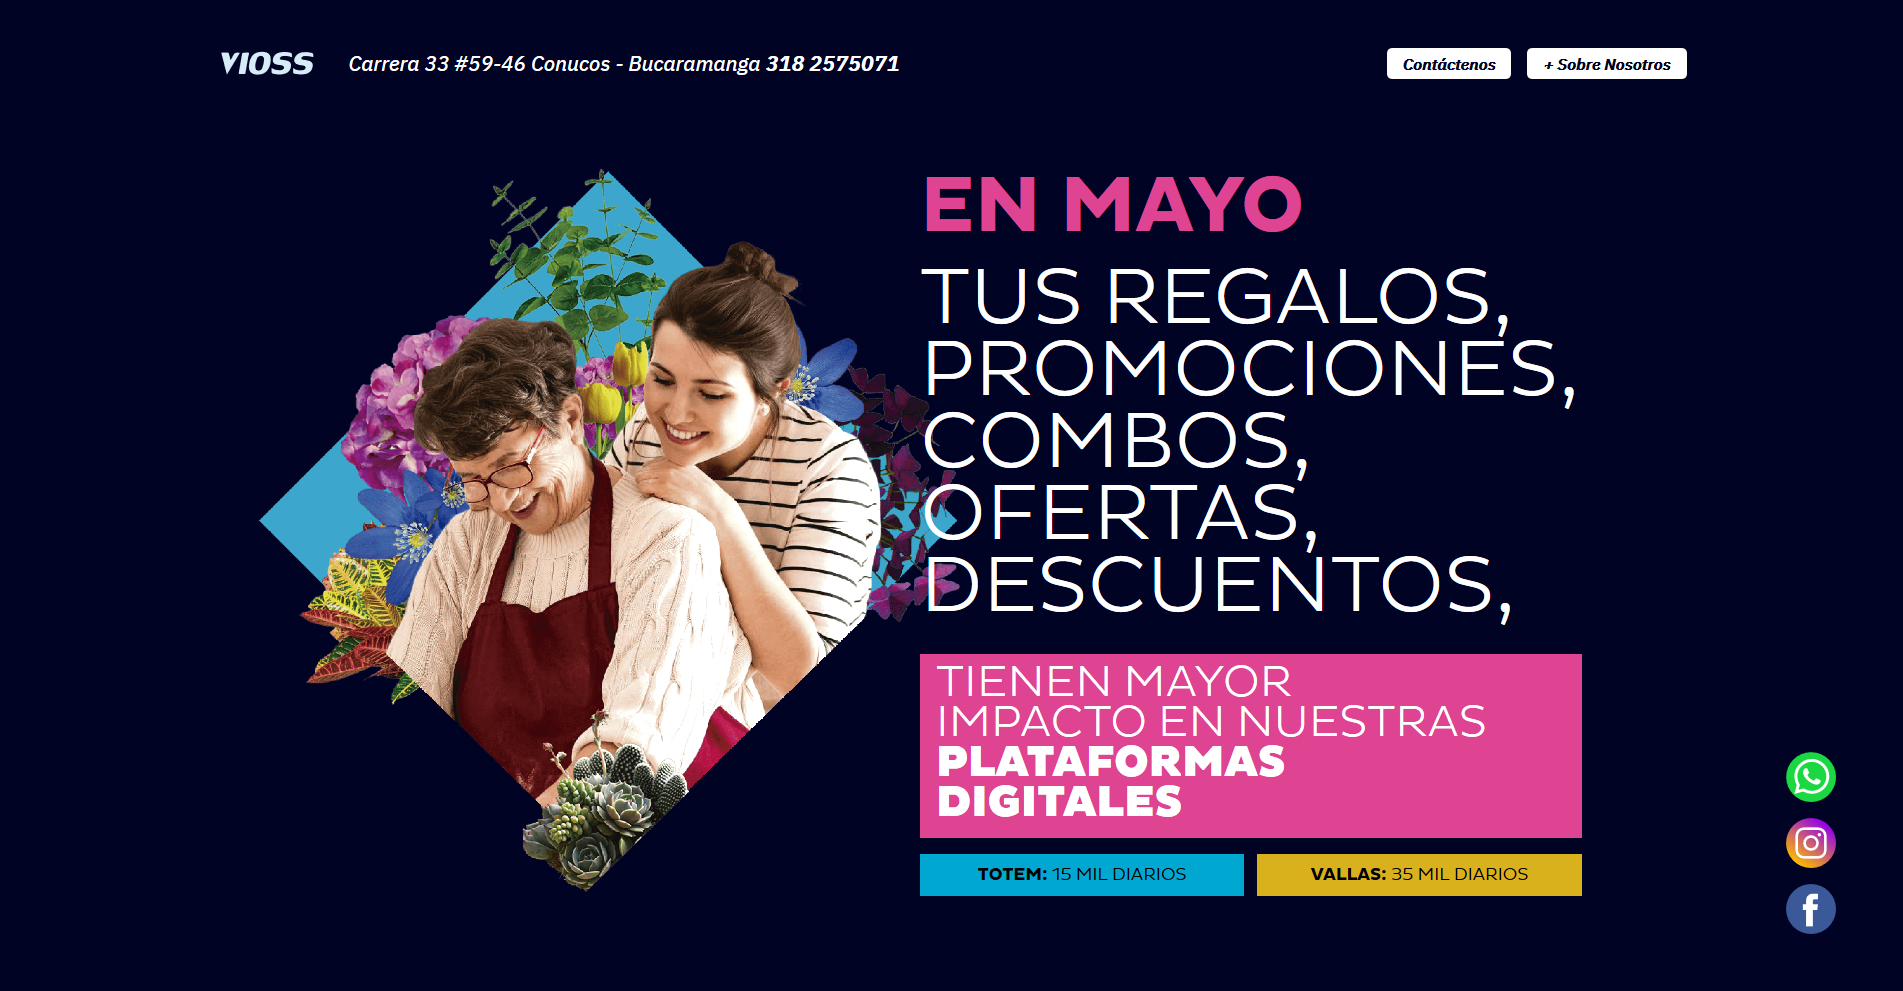 VIOSS
Carrera 33 #59-46 Conucos - Bucaramanga 318 2575071
Contáctenos
+ Sobre Nosotros
EN MAYO
TUS REGALOS,
PROMOCIONES,
COMBOS,
OFERTAS,
DESCUENTOS,
TIENEN MAYOR
IMPACTO EN NUESTRAS
PLATAFORMAS
DIGITALES
TOTEM: 15 MIL DIARIOS
VALLAS: 35 MIL DIARIOS